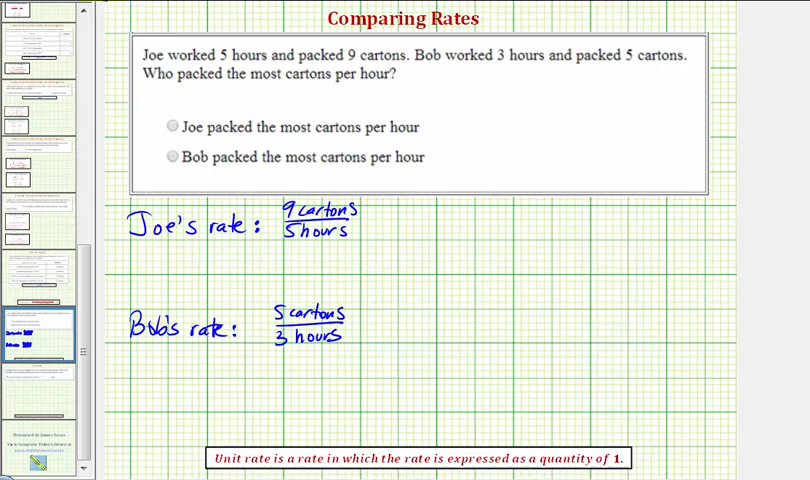 Comparing Rates
Joe worked 5 hours and packed 9 cartons. Bob worked 3 hours and packed 5 cartons.
Who packed the most cartons per hour?
Joe packed the most cartons per hour
Bob packed the most cartons per hour
Joe's rate: 9 cartons / 5 hours
Bob's rate: 5 cartons / 3 hours
Unit rate is a rate in which the rate is expressed as a quantity of 1.